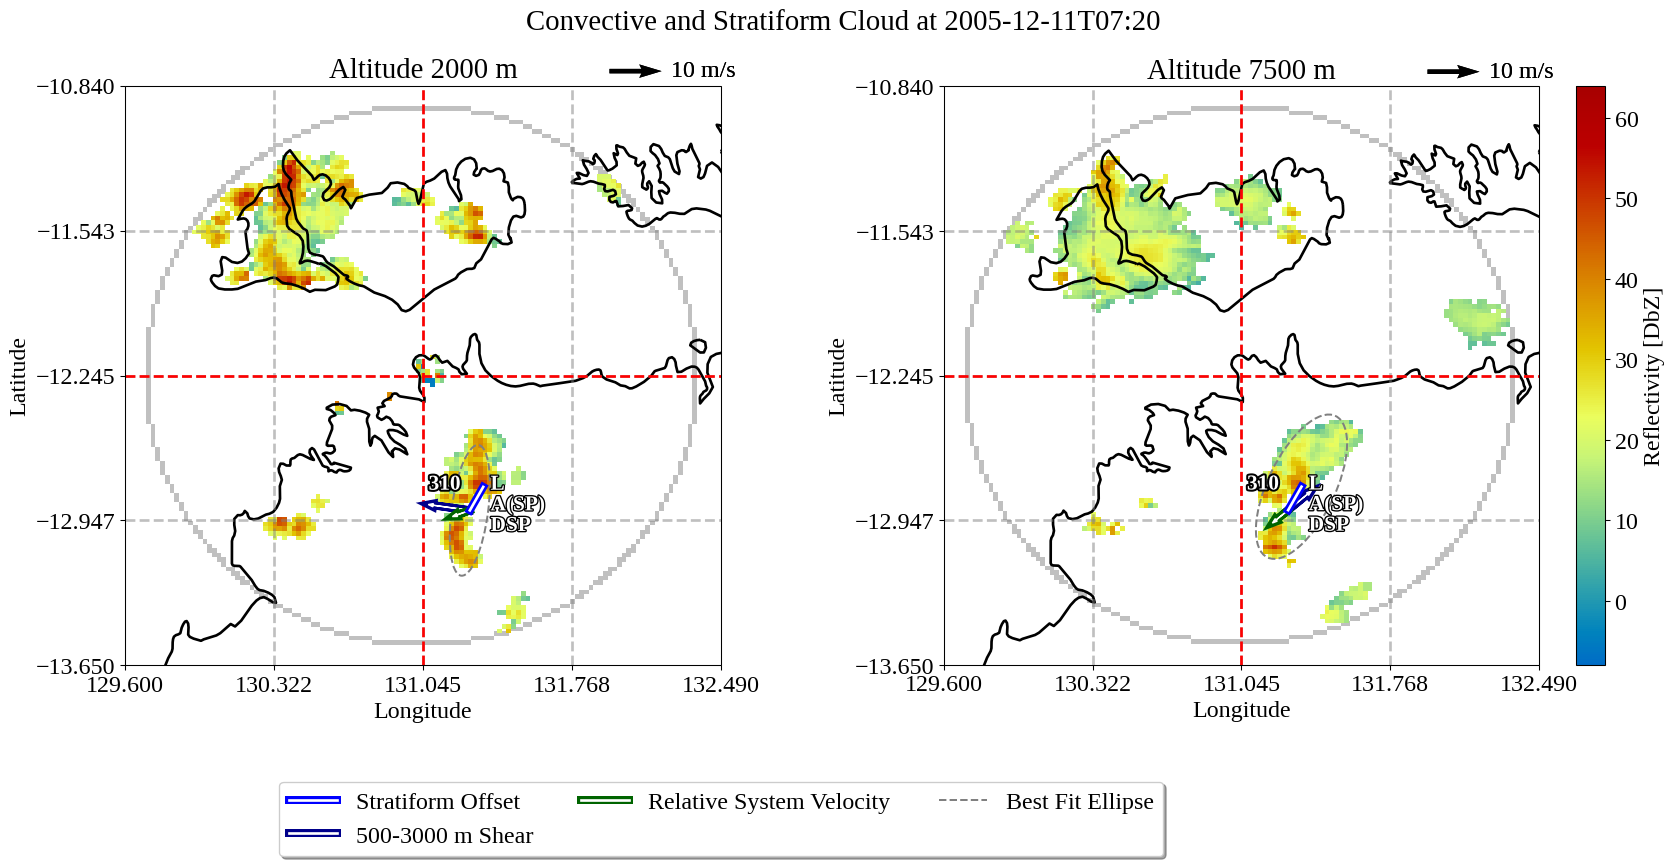 Convective and Stratiform Cloud at 2005-12-11T07:20
Altitude 2000 m
10 m/s
Altitude 7500 m
10 m/s
−10.840
−11.543
−12.245
−12.947
−13.650
129.600
130.322
131.045
131.768
132.490
Longitude
Latitude
310
L
A(SP)
DSP
−10.840
−11.543
−12.245
−12.947
−13.650
129.600
130.322
131.045
131.768
132.490
Longitude
Latitude
310
L
A(SP)
DSP
60
50
40
30
20
10
0
Reflectivity [DbZ]
Stratiform Offset
500-3000 m Shear
Relative System Velocity
Best Fit Ellipse